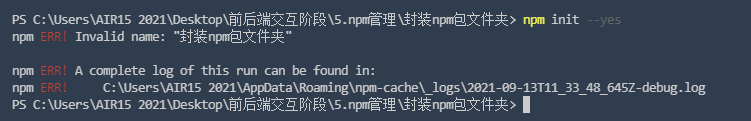 PS C:\Users\AIR15 2021\Desktop\前后端交互阶段\5.npm管理\封装npm包文件夹> npm init --yes
npm ERR! Invalid name: "封装npm包文件夹"
npm ERR! A complete log of this run can be found in:
npm ERR!     C:\Users\AIR15 2021\AppData\Roaming\npm-cache\_logs\2021-09-13T11_33_48_645Z-debug.log
PS C:\Users\AIR15 2021\Desktop\前后端交互阶段\5.npm管理\封装npm包文件夹>